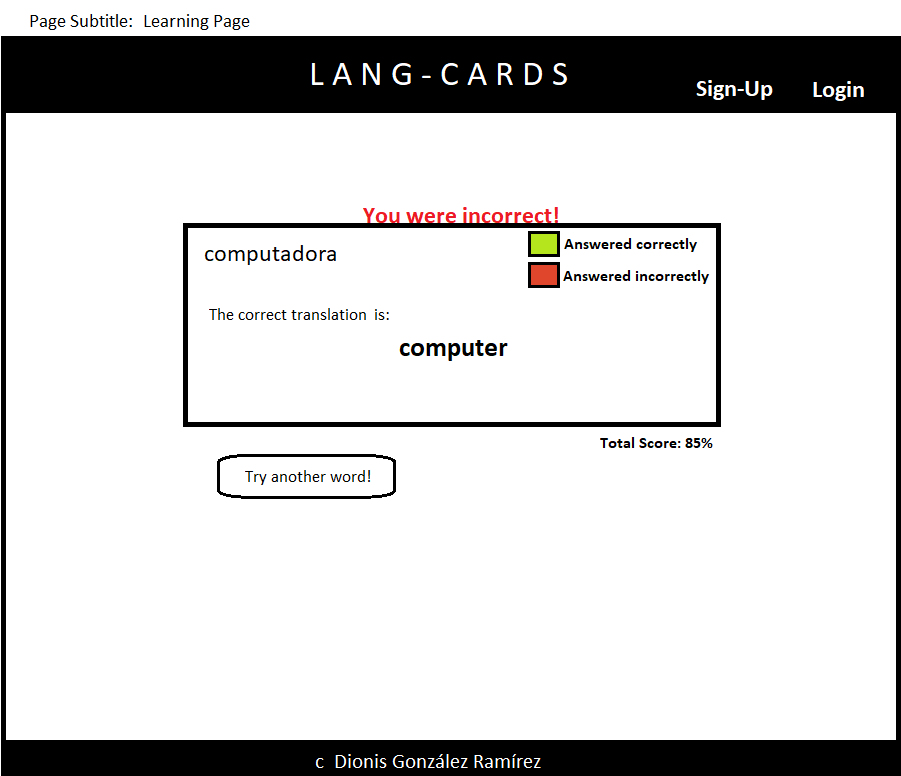 Page Subtitle: Learning Page
LANG-CARDS
Sign-Up Login
You were incorrect!
computadora
Answered correctly
Answered incorrectly
The correct translation is:
computer
Total Score: 85%
Try another word!
c Dionis González Ramírez